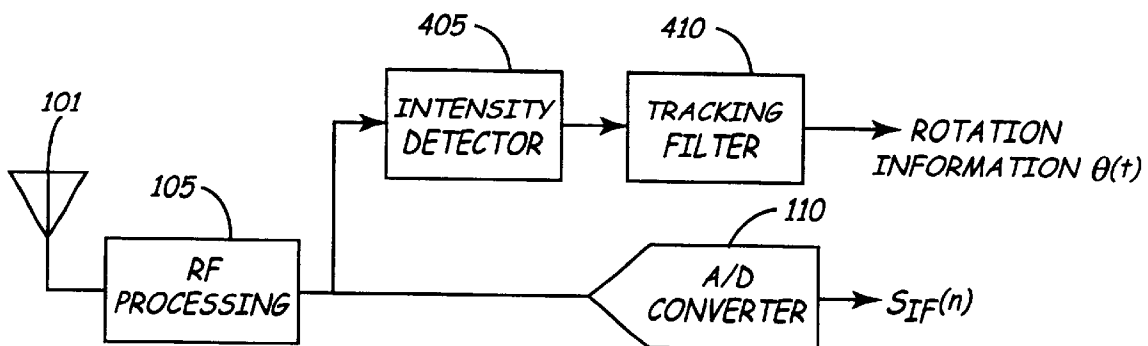 405
410
101
INTENSITY
DETECTOR
TRACKING
FILTER
ROTATION
INFORMATION θ(t)
105
110
RF
PROCESSING
A/D
CONVERTER
SIF(n)